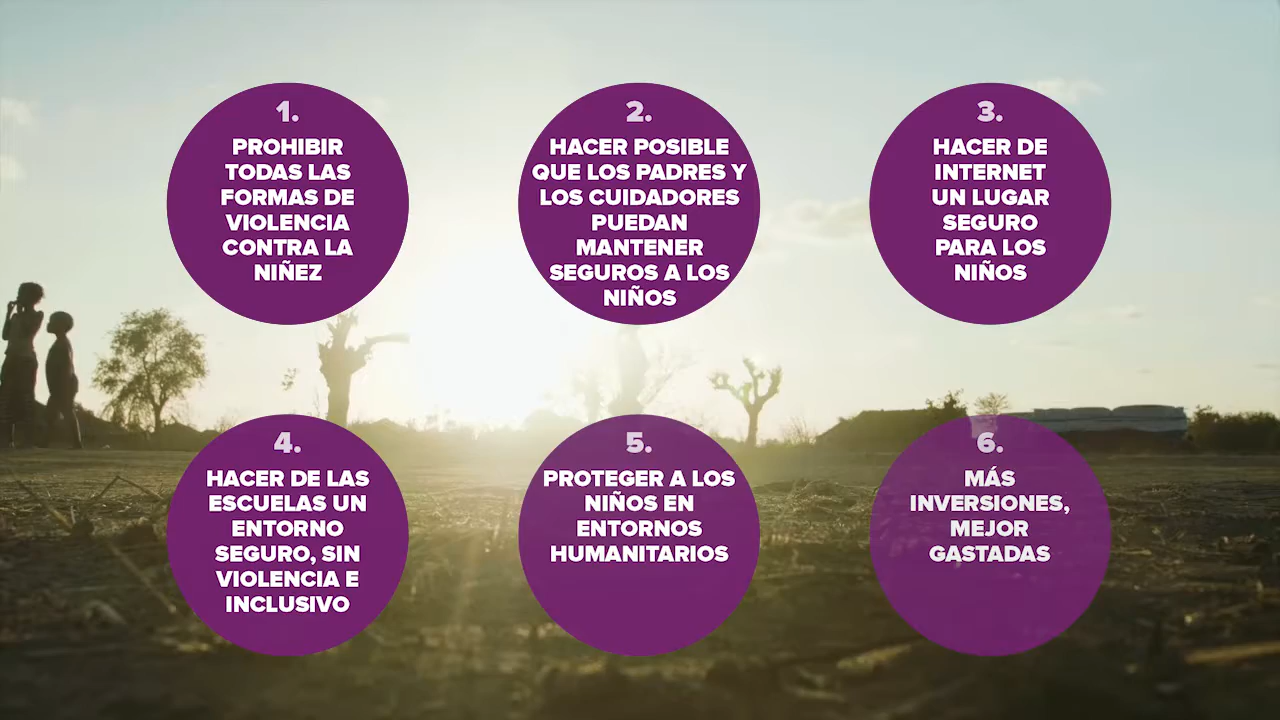 1.
PROHIBIR
TODAS LAS
FORMAS DE
VIOLENCIA
CONTRA LA
NIÑEZ
2.
HACER POSIBLE
QUE LOS PADRES Y
LOS CUIDADORES
PUEDAN
MANTENER
SEGUROS A LOS
NIÑOS
3.
HACER DE
INTERNET
UN LUGAR
SEGURO
PARA LOS
NIÑOS
4.
HACER DE LAS
ESCUELAS UN
ENTORNO
SEGURO, SIN
VIOLENCIA E
INCLUSIVO
5.
PROTEGER A LOS
NIÑOS EN
ENTORNOS
HUMANITARIOS
6.
MÁS
INVERSIONES,
MEJOR
GASTADAS